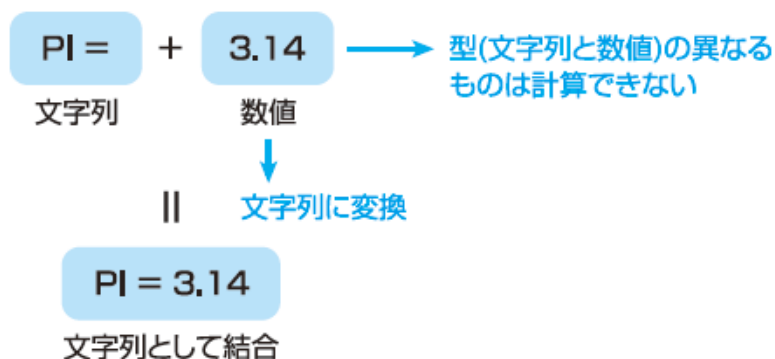 PI = + 3.14 型(文字列と数値)の異なる
ものは計算できない
文字列 数値
|| 文字列に変換
PI = 3.14
文字列として結合